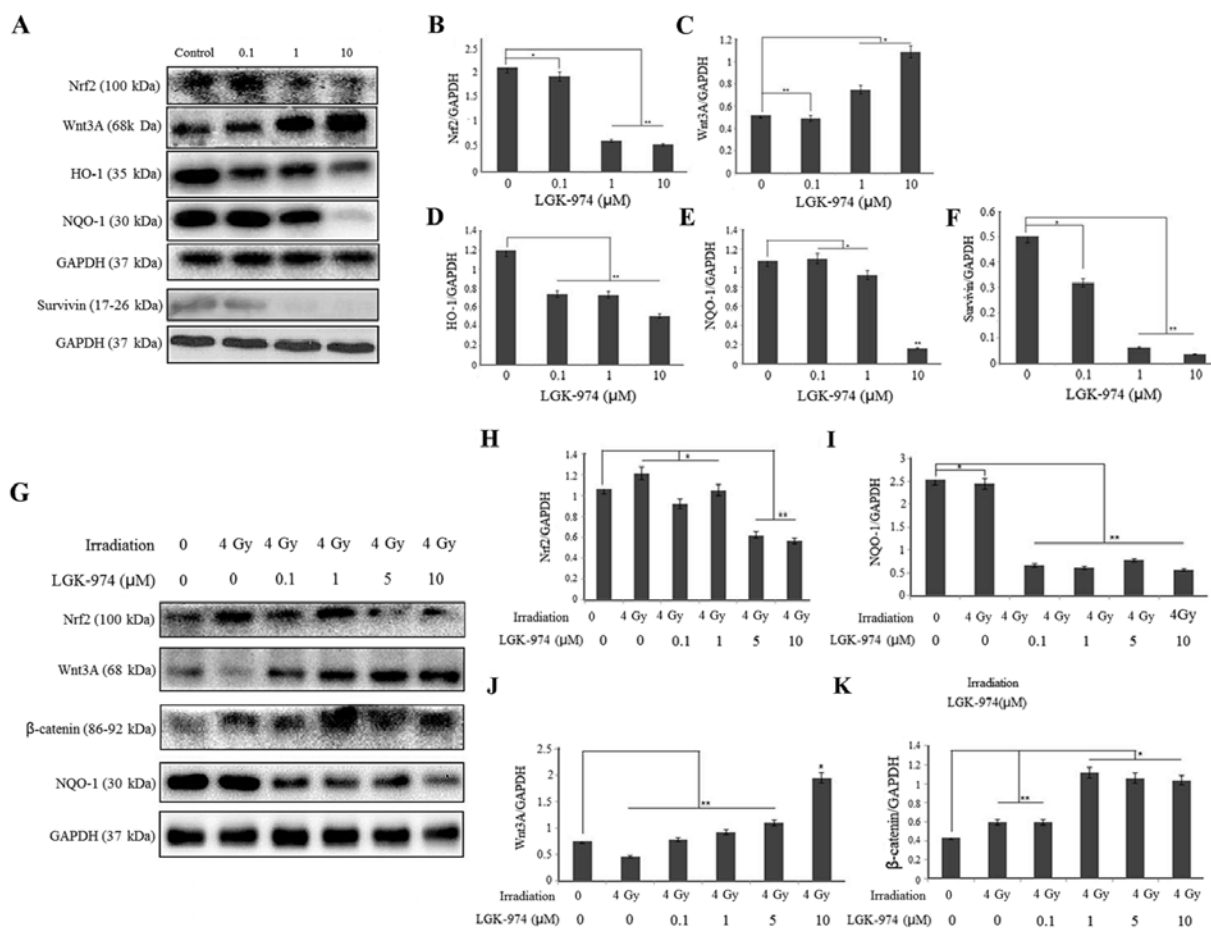 A
Control 0.1 1 10
Nrf2 (100 kDa)
Wnt3A (68k Da)
HO-1 (35 kDa)
NQO-1 (30 kDa)
GAPDH (37 kDa)
Survivin (17-26 kDa)
GAPDH (37 kDa)
B
Nrf2/GAPDH
2.5
2
1.5
1
0.5
0
*
**
0 0.1 1 10
LGK-974 (µM)
C
Wnt3A/GAPDH
1.2
1
0.8
0.6
0.4
0.2
0
**
*
*
0 0.1 1 10
LGK-974 (µM)
D
HO-1/GAPDH
1.4
1.2
1
0.8
0.6
0.4
0.2
0
**
0 0.1 1 10
LGK-974 (µM)
E
NQO-1/GAPDH
1.4
1.2
1
0.8
0.6
0.4
0.2
0
*
**
0 0.1 1 10
LGK-974 (µM)
F
Survivin/GAPDH
0.6
0.5
0.4
0.3
0.2
0.1
0
*
**
0 0.1 1 10
LGK-974 (µM)
G
Irradiation 0 4 Gy 4 Gy 4 Gy 4 Gy 4 Gy
LGK-974 (µM) 0 0 0.1 1 5 10
Nrf2 (100 kDa)
Wnt3A (68 kDa)
β-catenin (86-92 kDa)
NQO-1 (30 kDa)
GAPDH (37 kDa)
H
Nrf2/GAPDH
1.4
1.2
1
0.8
0.6
0.4
0.2
0
*
**
Irradiation 0 4 Gy 4 Gy 4 Gy 4 Gy 4 Gy
LGK-974 (µM) 0 0 0.1 1 5 10
I
NQO-1/GAPDH
3
2.5
2
1.5
1
0.5
0
*
**
Irradiation 0 4 Gy 4 Gy 4 Gy 4 Gy 4Gy
LGK-974 (µM) 0 0 0.1 1 5 10
J
Wnt3A/GAPDH
2.5
2
1.5
1
0.5
0
**
*
Irradiation 0 4 Gy 4 Gy 4 Gy 4 Gy 4 Gy
LGK-974 (µM) 0 0 0.1 1 5 10
K
Irradiation
LGK-974(µM)
β-catenin/GAPDH
1.4
1.2
1
0.8
0.6
0.4
0.2
0
**
*
Irradiation 0 4 Gy 4 Gy 4 Gy 4 Gy 4 Gy
LGK-974 (µM) 0 0 0.1 1 5 10